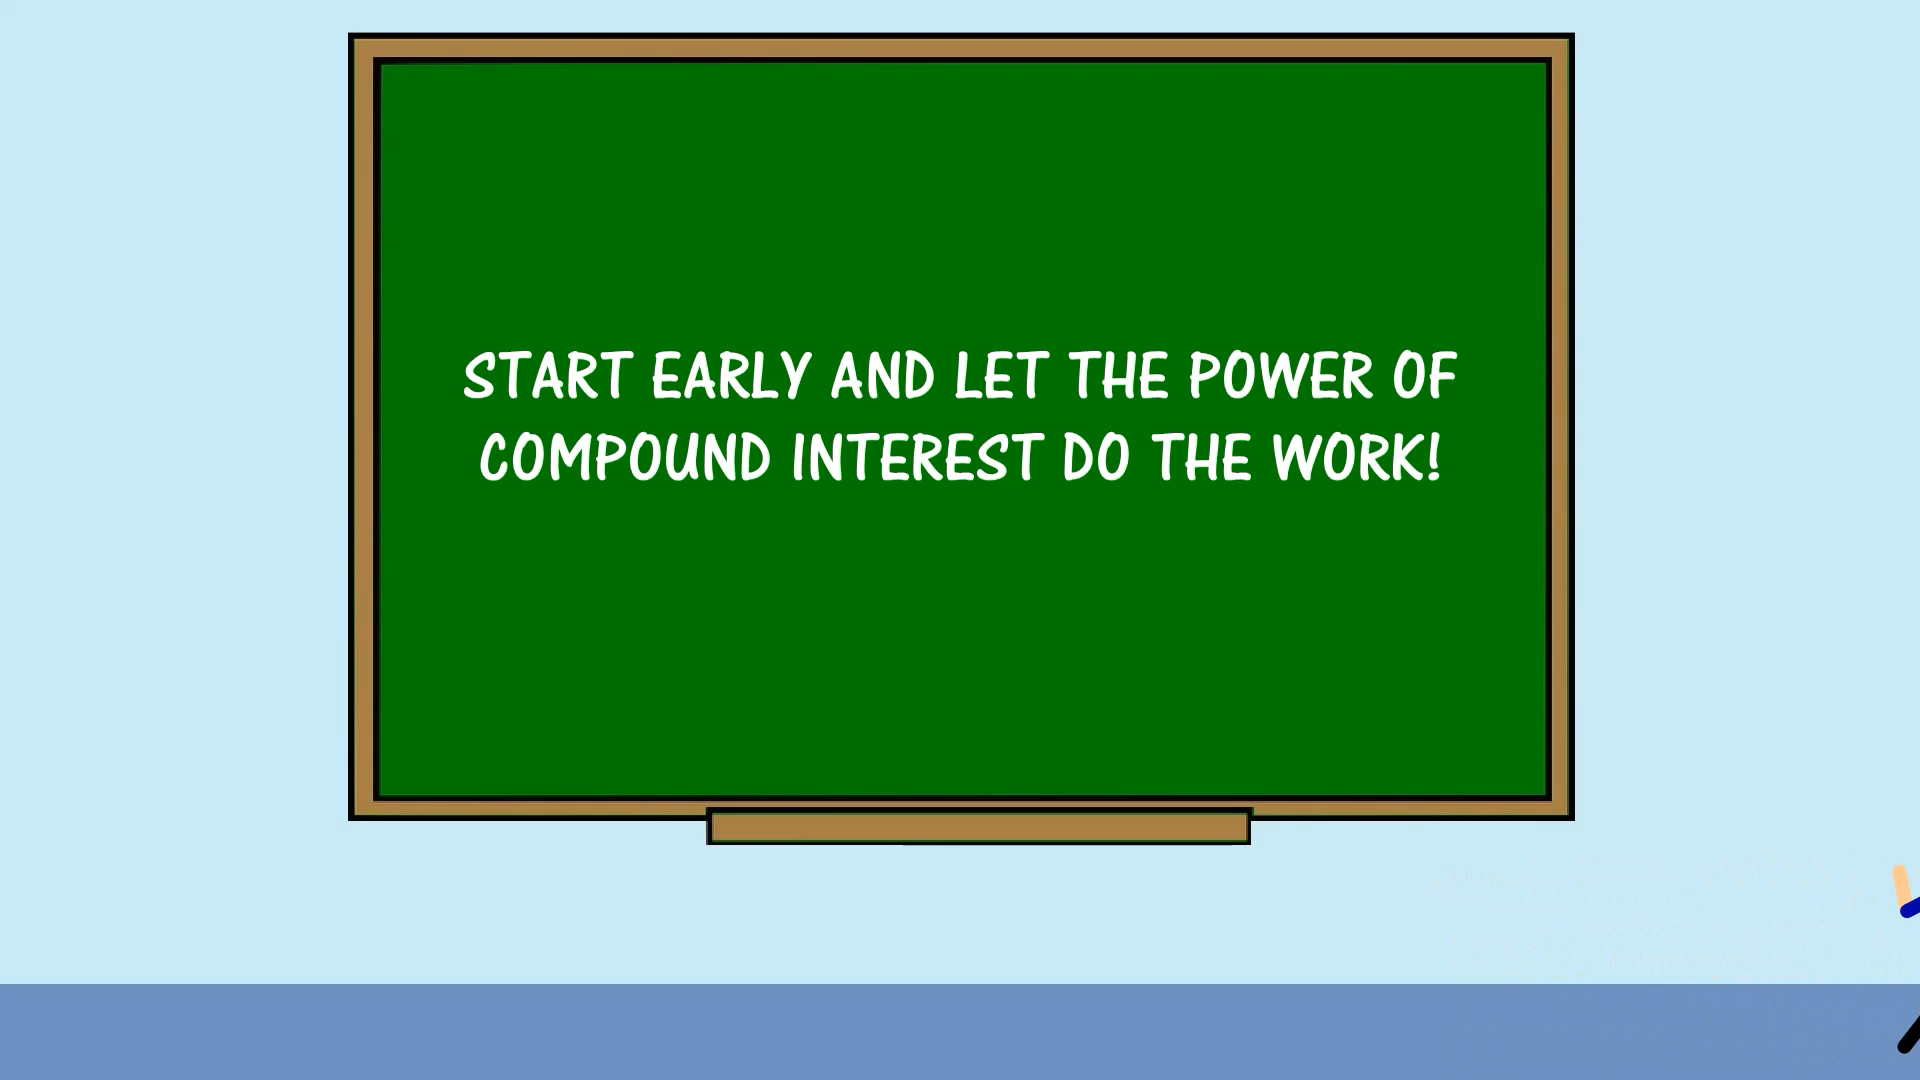 START EARLY AND LET THE POWER OF
COMPOUND INTEREST DO THE WORK!